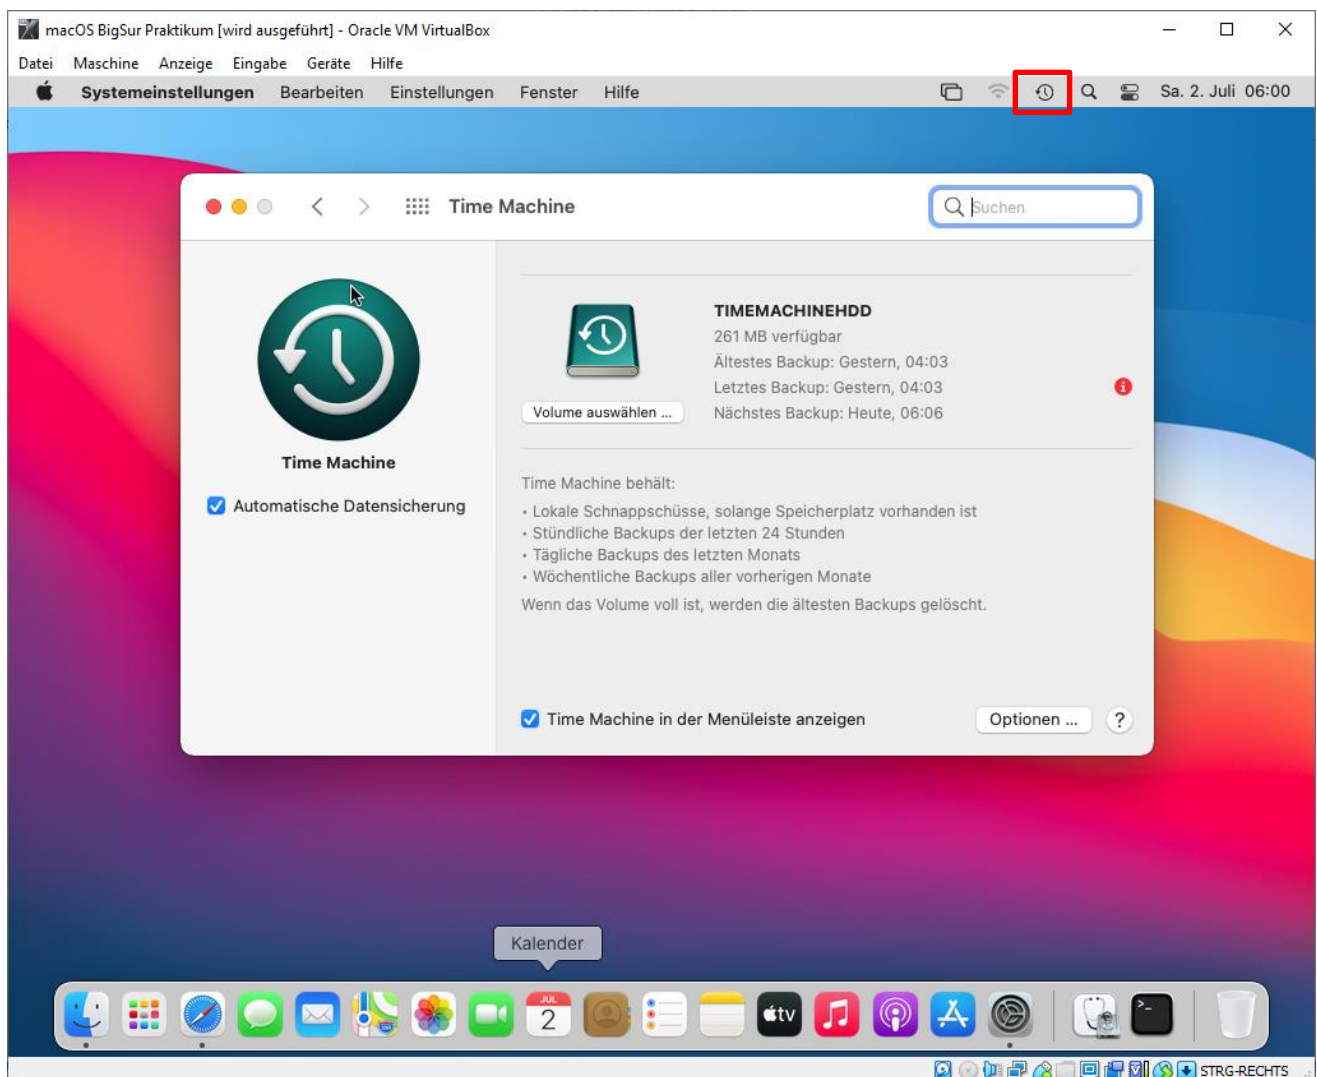 macOS BigSur Praktikum [wird ausgeführt] - Oracle VM VirtualBox
Datei Maschine Anzeige Eingabe Geräte Hilfe
Systemeinstellungen Bearbeiten Einstellungen Fenster Hilfe Sa. 2. Juli 06:00
Time Machine
Suchen
TIMEMACHINEHDD
261 MB verfügbar
Ältestes Backup: Gestern, 04:03
Letztes Backup: Gestern, 04:03
Nächstes Backup: Heute, 06:06
Volume auswählen ...
Time Machine
Automatische Datensicherung
Time Machine behält:
• Lokale Schnappschüsse, solange Speicherplatz vorhanden ist
• Stündliche Backups der letzten 24 Stunden
• Tägliche Backups des letzten Monats
• Wöchentliche Backups aller vorherigen Monate
Wenn das Volume voll ist, werden die ältesten Backups gelöscht.
Time Machine in der Menüleiste anzeigen
Optionen ... ?
Kalender
JUL
2
tv
>_
STRG-RECHTS